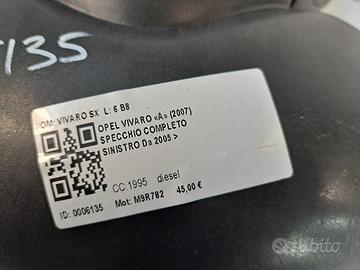 5135
OM: VIVARO SX L: 6 B8
OPEL VIVARO «A» (2007)
SPECCHIO COMPLETO
SINISTRO Da 2005 >
CC.1995 diesel
ID: 0006135 Mot: M9R782 45,00 €
subito